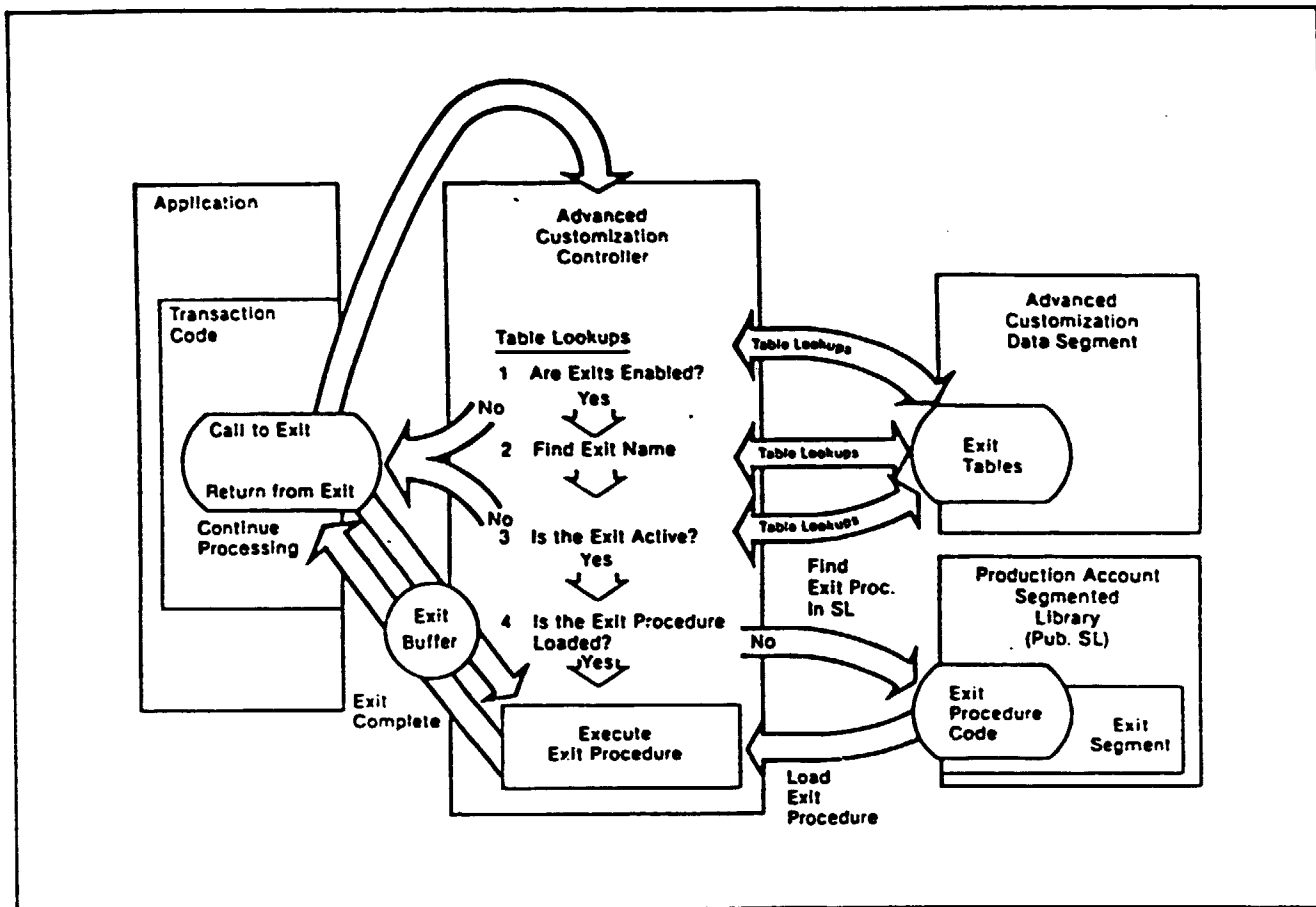 Application
Transaction
Code
Call to Exit
Return from Exit
Continue
Processing
Exit
Buffer
Exit
Complete
Advanced
Customization
Controller
Table Lookups
1 Are Exits Enabled?
Yes
No
2 Find Exit Name
No
3 Is the Exit Active?
Yes
4 Is the Exit Procedure
Loaded?
Yes
No
Execute
Exit Procedure
Table Lookups
Table Lookups
Table Lookups
Find
Exit Proc.
In SL
Load
Exit
Procedure
Advanced
Customization
Data Segment
Exit
Tables
Production Account
Segmented
Library
(Pub. SL)
Exit
Procedure
Code
Exit
Segment